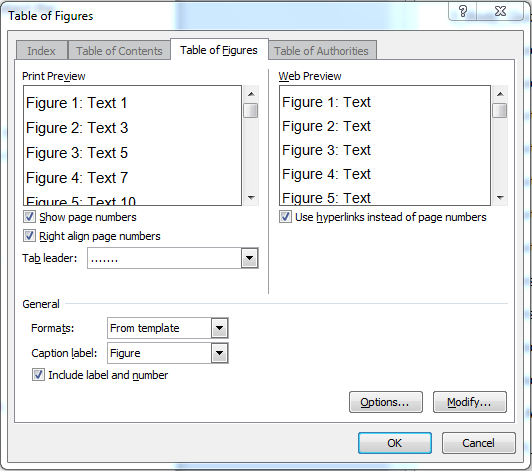 Table of Figures
Index
Table of Contents
Table of Figures
Table of Authorities
Print Preview
Figure 1: Text 1
Figure 2: Text 3
Figure 3: Text 5
Figure 4: Text 7
Figure 5: Text 10
Show page numbers
Right align page numbers
Tab leader: .......
Web Preview
Figure 1: Text
Figure 2: Text
Figure 3: Text
Figure 4: Text
Figure 5: Text
Use hyperlinks instead of page numbers
General
Formats: From template
Caption label: Figure
Include label and number
Options... Modify...
OK Cancel